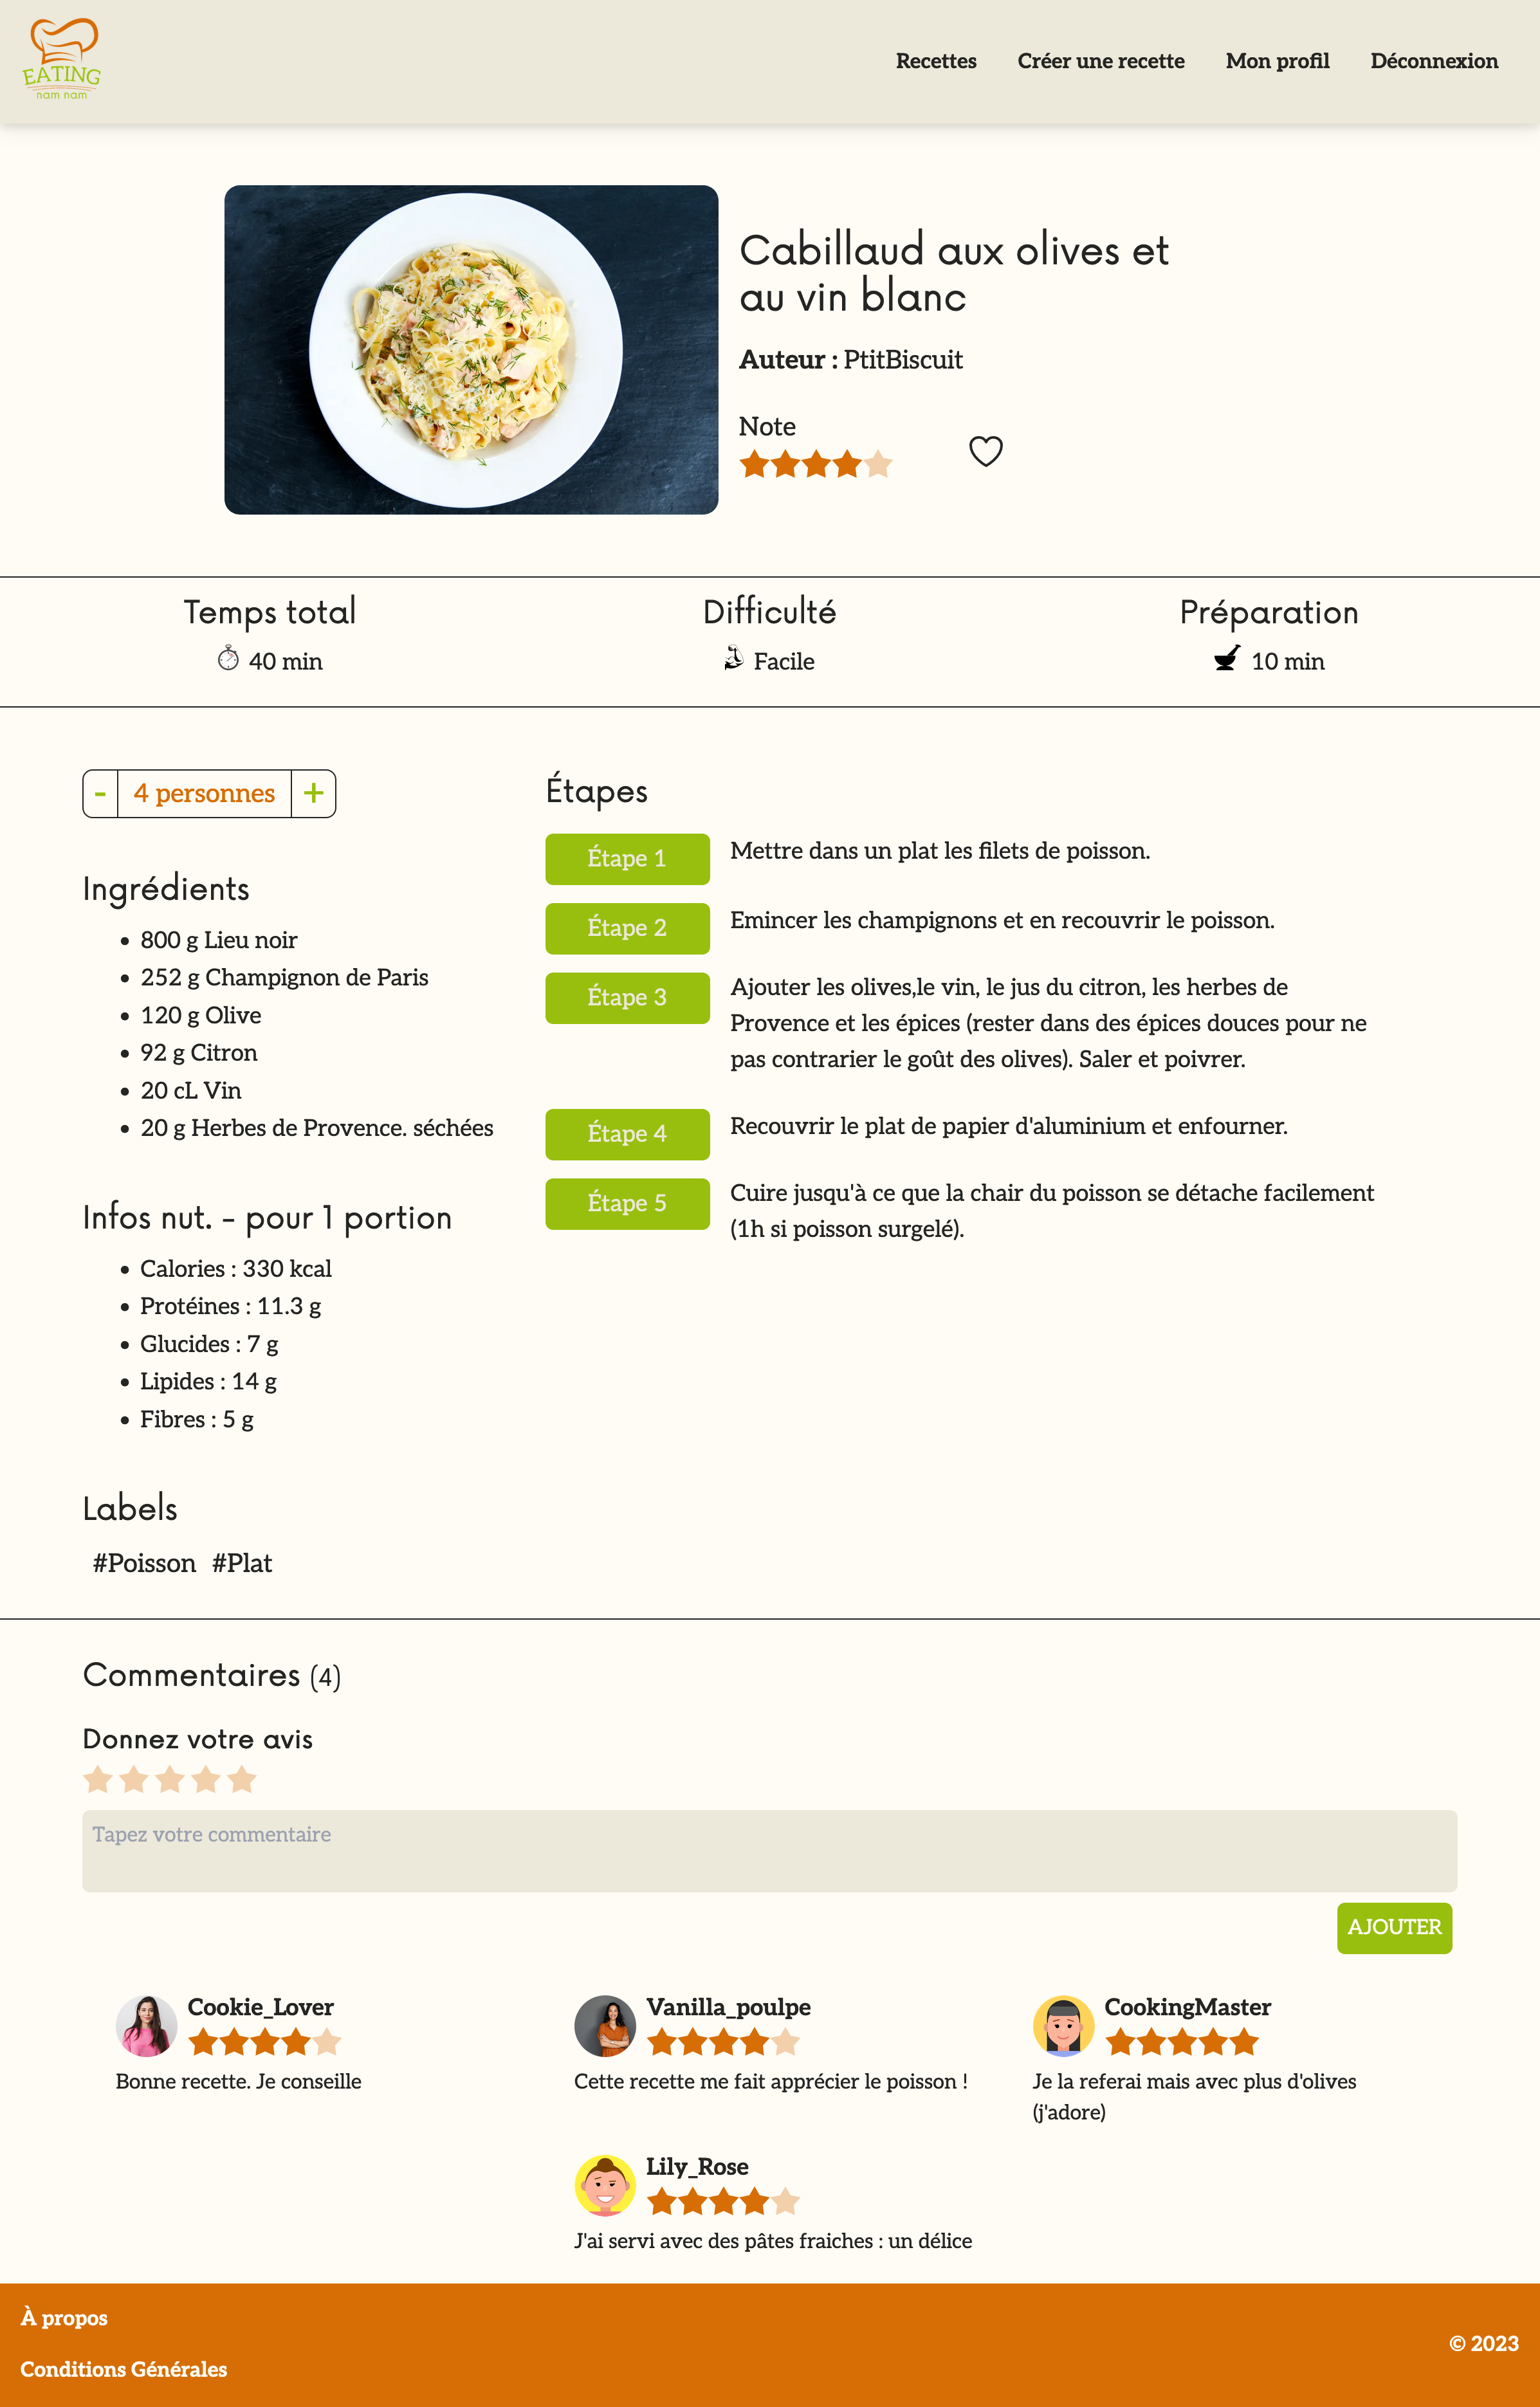 EATING
nam nam
Recettes Créer une recette Mon profil Déconnexion
Cabillaud aux olives et
au vin blanc
Auteur : PtitBiscuit
Note
Temps total
40 min
Difficulté
Facile
Préparation
10 min
- 4 personnes +
Ingrédients
800 g Lieu noir
252 g Champignon de Paris
120 g Olive
92 g Citron
20 cL Vin
20 g Herbes de Provence. séchées
Infos nut. - pour 1 portion
Calories : 330 kcal
Protéines : 11.3 g
Glucides : 7 g
Lipides : 14 g
Fibres : 5 g
Labels
#Poisson #Plat
Étapes
Étape 1
Mettre dans un plat les filets de poisson.
Étape 2
Emincer les champignons et en recouvrir le poisson.
Étape 3
Ajouter les olives,le vin, le jus du citron, les herbes de
Provence et les épices (rester dans des épices douces pour ne
pas contrarier le goût des olives). Saler et poivrer.
Étape 4
Recouvrir le plat de papier d'aluminium et enfourner.
Étape 5
Cuire jusqu'à ce que la chair du poisson se détache facilement
(1h si poisson surgelé).
Commentaires (4)
Donnez votre avis
Tapez votre commentaire
AJOUTER
Cookie_Lover
Bonne recette. Je conseille
Vanilla_poulpe
Cette recette me fait apprécier le poisson !
CookingMaster
Je la referai mais avec plus d'olives
(j'adore)
Lily_Rose
J'ai servi avec des pâtes fraiches : un délice
À propos
Conditions Générales
© 2023